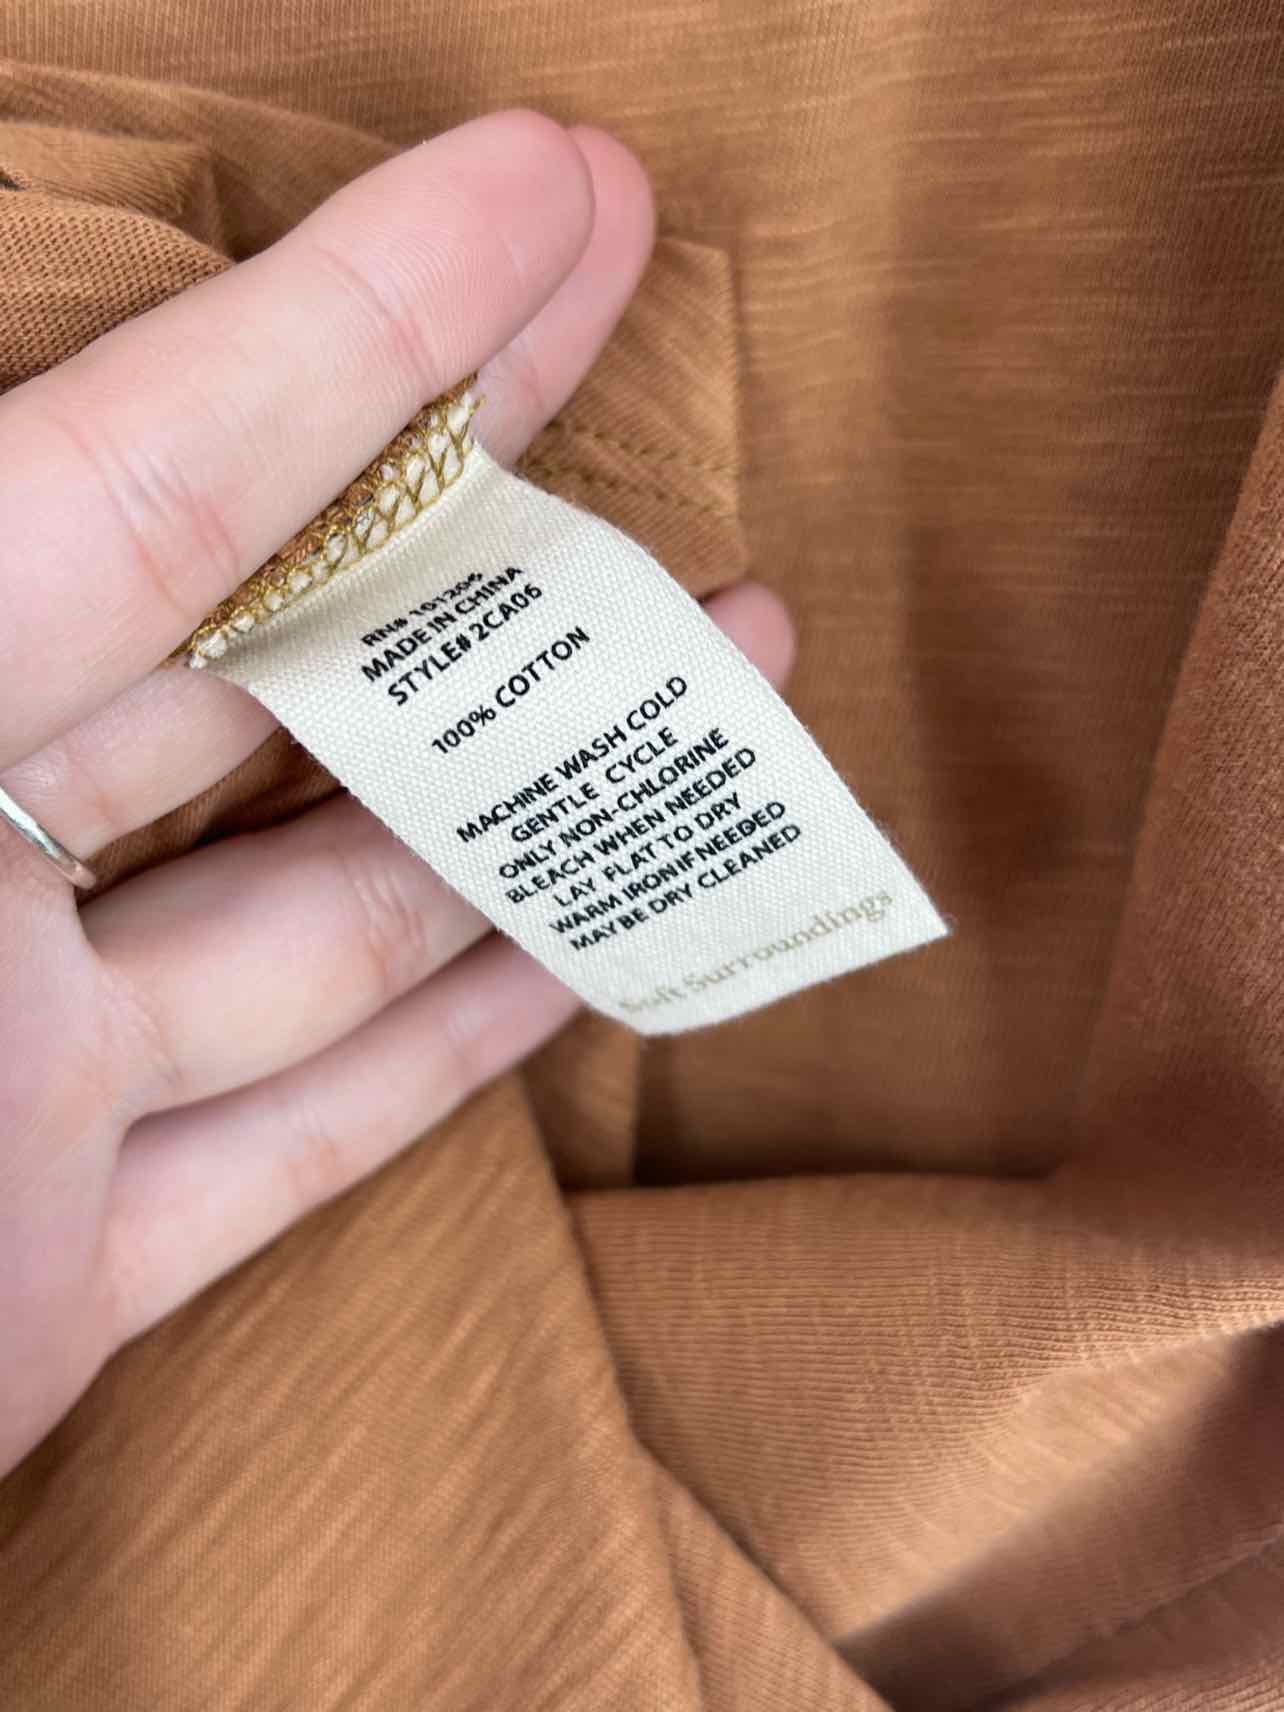 RN# 101206
MADE IN CHINA
STYLE# 2CA06
100% COTTON
MACHINE WASH COLD
GENTLE CYCLE
ONLY NON-CHLORINE
BLEACH WHEN NEEDED
LAY FLAT TO DRY
WARM IRON IF NEEDED
MAY BE DRY CLEANED
Soft Surroundings